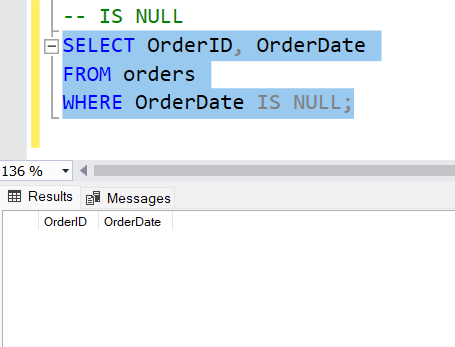 -- IS NULL
SELECT OrderID, OrderDate
FROM orders
WHERE OrderDate IS NULL;
136 %
Results Messages
OrderID OrderDate